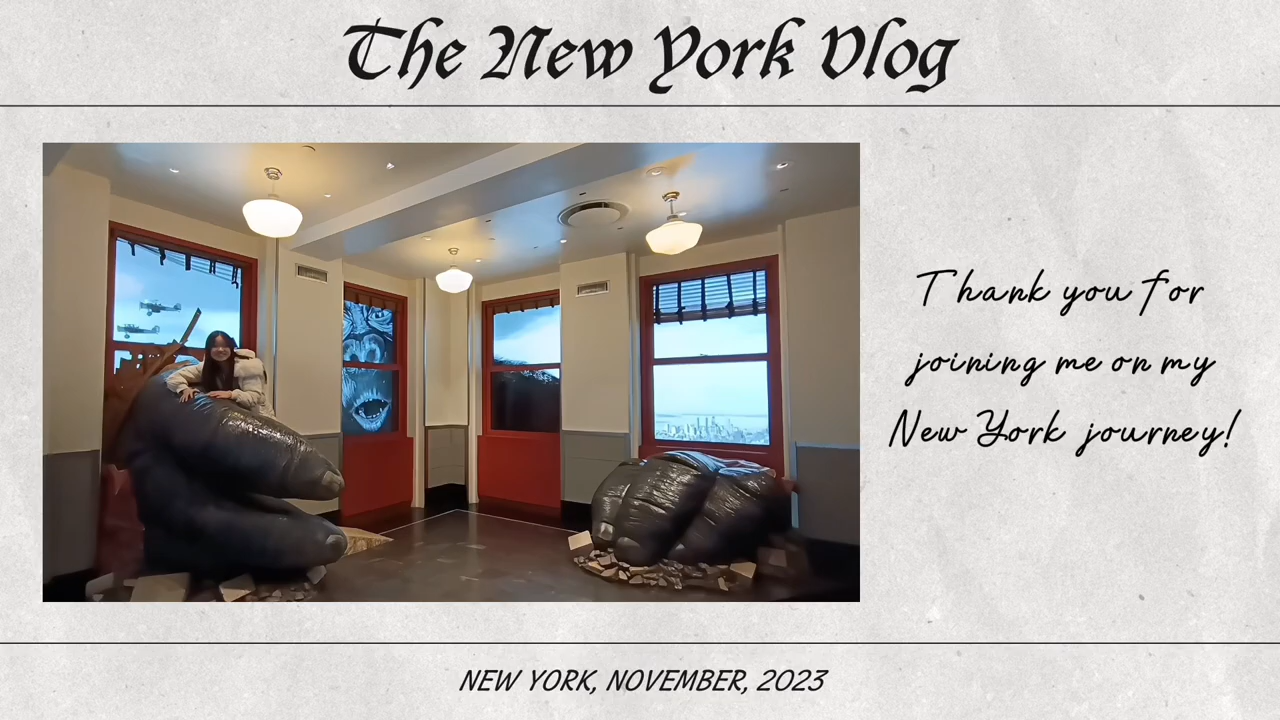 The New York Vlog
Thank you for
joining me on my
New York journey!
NEW YORK, NOVEMBER, 2023